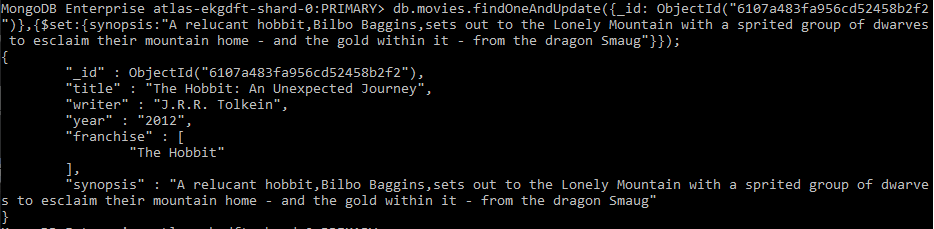 MongoDB Enterprise atlas-ekgdft-shard-0:PRIMARY> db.movies.findOneAndUpdate({_id: ObjectId("6107a483fa956cd52458b2f2
")},{$set:{synopsis:"A relucant hobbit,Bilbo Baggins,sets out to the Lonely Mountain with a sprited group of dwarves
 to esclaim their mountain home - and the gold within it - from the dragon Smaug"}});
{
        "_id" : ObjectId("6107a483fa956cd52458b2f2"),
        "title" : "The Hobbit: An Unexpected Journey",
        "writer" : "J.R.R. Tolkein",
        "year" : "2012",
        "franchise" : [
                "The Hobbit"
        ],
        "synopsis" : "A relucant hobbit,Bilbo Baggins,sets out to the Lonely Mountain with a sprited group of dwarve
s to esclaim their mountain home - and the gold within it - from the dragon Smaug"
}